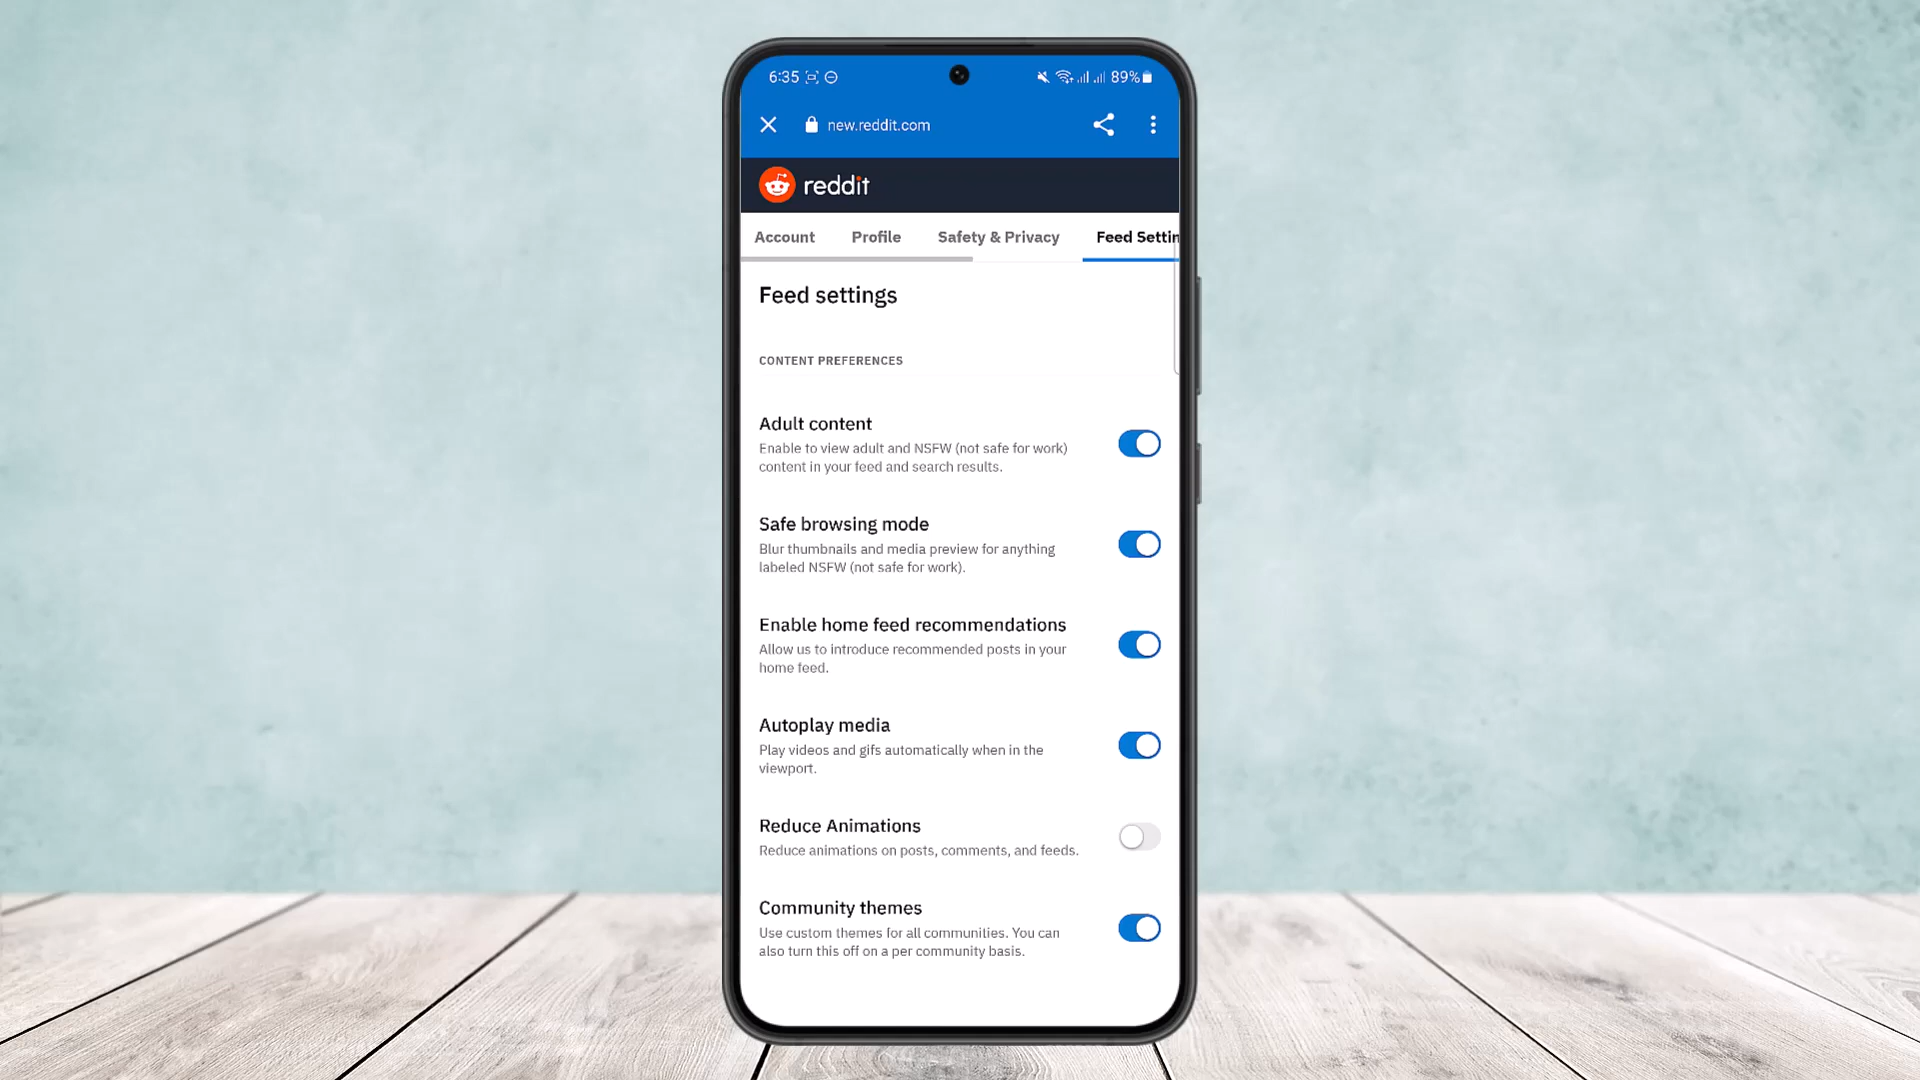 6:35
89%
new.reddit.com
reddit
Account Profile Safety & Privacy Feed Settin
Feed settings
CONTENT PREFERENCES
Adult content
Enable to view adult and NSFW (not safe for work)
content in your feed and search results.
Safe browsing mode
Blur thumbnails and media preview for anything
labeled NSFW (not safe for work).
Enable home feed recommendations
Allow us to introduce recommended posts in your
home feed.
Autoplay media
Play videos and gifs automatically when in the
viewport.
Reduce Animations
Reduce animations on posts, comments, and feeds.
Community themes
Use custom themes for all communities. You can
also turn this off on a per community basis.